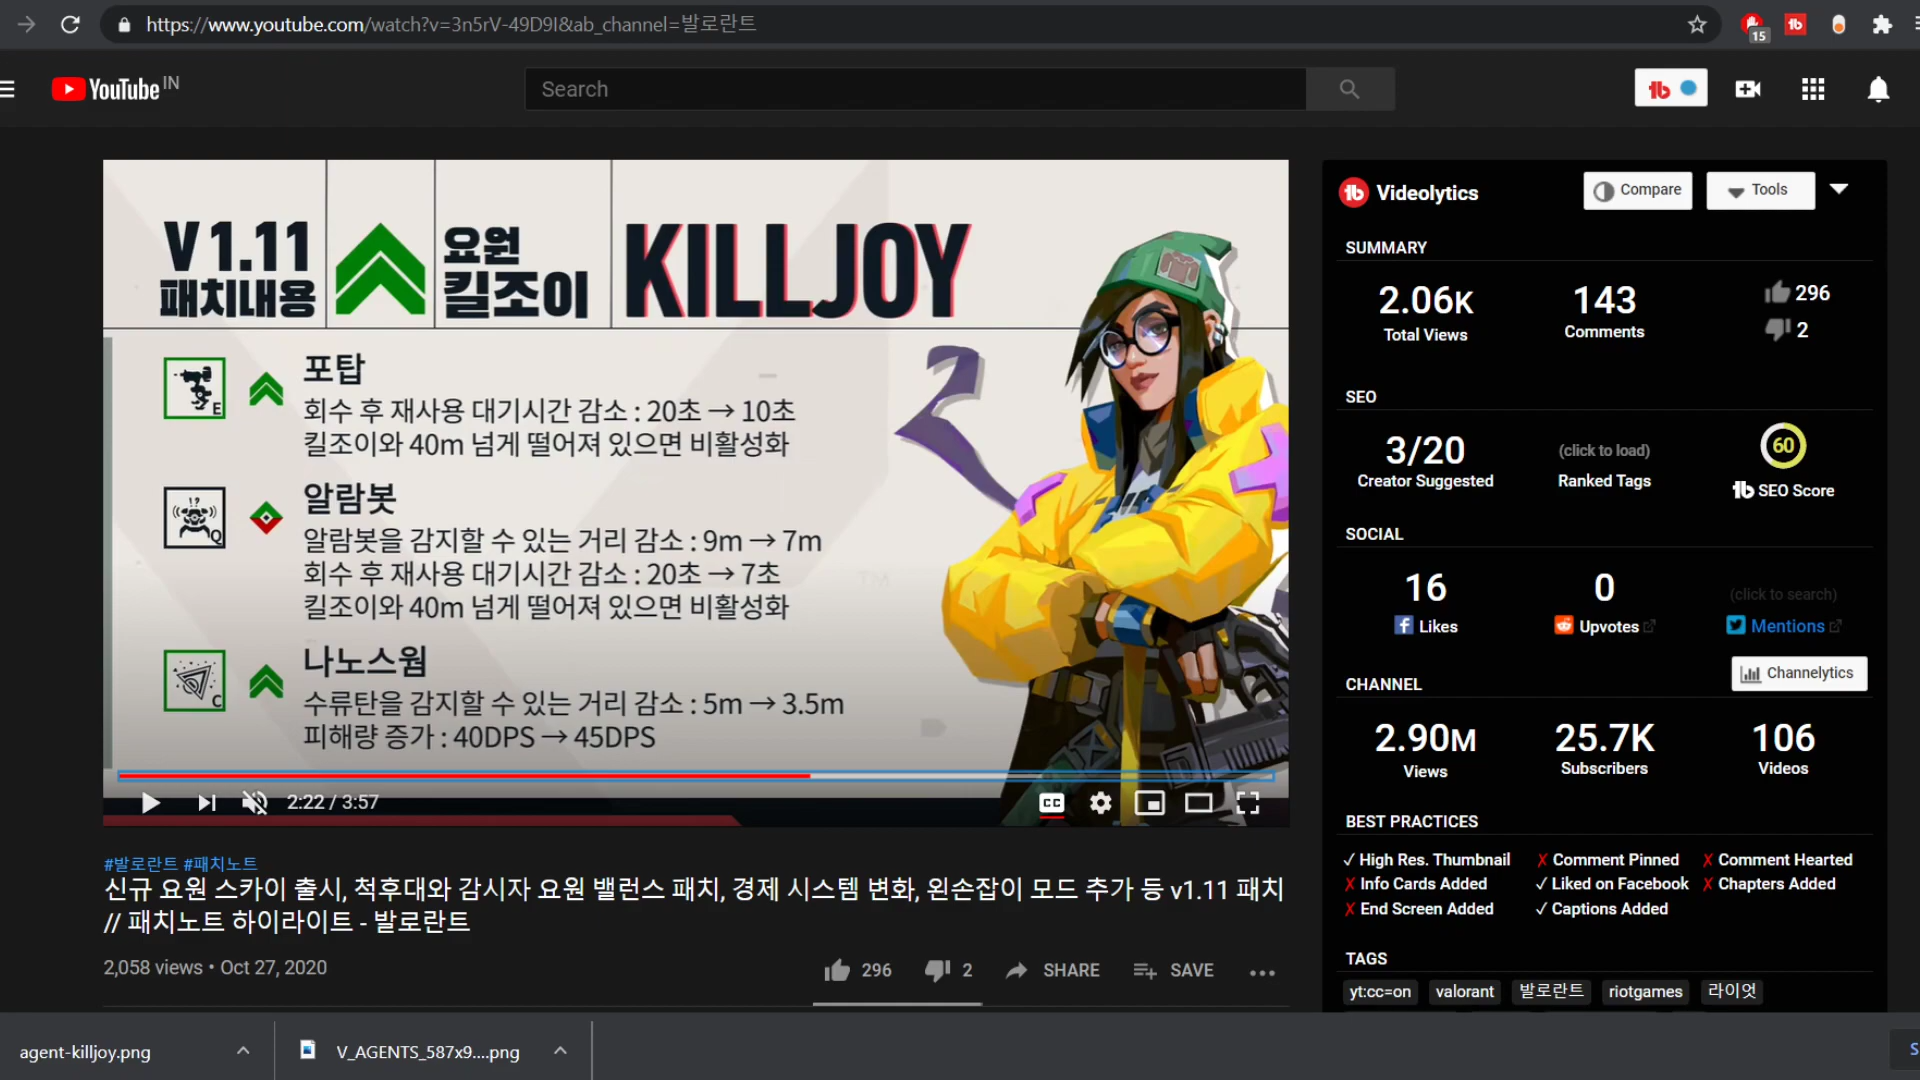 https://www.youtube.com/watch?v=3n5rV-49D9I&ab_channel=발로란트
15
YouTube IN
Search
V 1.11
패치내용
요원
킬조이
KILLJOY
E
포탑
회수 후 재사용 대기시간 감소 : 20초 → 10초
킬조이와 40m 넘게 떨어져 있으면 비활성화
!?
Q
알람봇
알람봇을 감지할 수 있는 거리 감소 : 9m → 7m
회수 후 재사용 대기시간 감소 : 20초 → 7초
킬조이와 40m 넘게 떨어져 있으면 비활성화
TM
C
나노스웜
수류탄을 감지할 수 있는 거리 감소 : 5m → 3.5m
피해량 증가 : 40DPS → 45DPS
2:22 / 3:57
CC
#발로란트 #패치노트
신규 요원 스카이 출시, 척후대와 감시자 요원 밸런스 패치, 경제 시스템 변화, 왼손잡이 모드 추가 등 v1.11 패치
// 패치노트 하이라이트 - 발로란트
2,058 views • Oct 27, 2020
296
2
SHARE
SAVE
Videolytics
Compare
Tools
SUMMARY
2.06K
Total Views
143
Comments
296
2
SEO
3/20
Creator Suggested
(click to load)
Ranked Tags
60
SEO Score
SOCIAL
16
Likes
0
Upvotes
(click to search)
Mentions
CHANNEL
Channelytics
2.90M
Views
25.7K
Subscribers
106
Videos
BEST PRACTICES
✓ High Res. Thumbnail
✗ Comment Pinned
✗ Comment Hearted
✗ Info Cards Added
✓ Liked on Facebook
✗ Chapters Added
✗ End Screen Added
✓ Captions Added
TAGS
yt:cc=on
valorant
발로란트
riotgames
라이엇
agent-killjoy.png
V_AGENTS_587x9....png
S